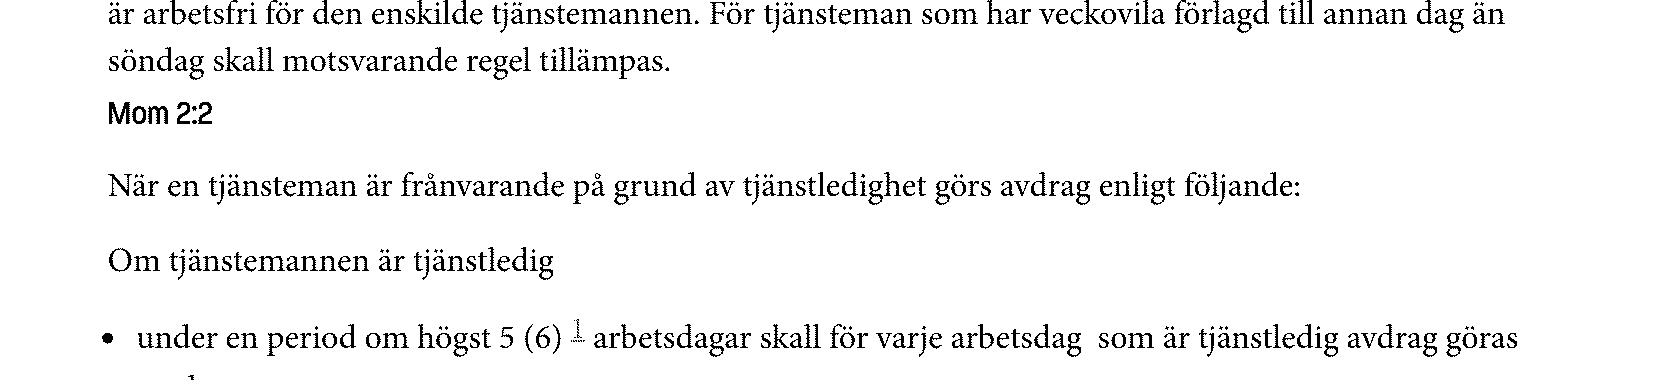 är arbetsfri för den enskilde tjänstemannen. För tjänsteman som har veckovila förlagd till annan dag än
söndag skall motsvarande regel tillämpas.
Mom 2:2
När en tjänsteman är frånvarande på grund av tjänstledighet görs avdrag enligt följande:
Om tjänstemannen är tjänstledig
• under en period om högst 5 (6) 1 arbetsdagar skall för varje arbetsdag som är tjänstledig avdrag göras